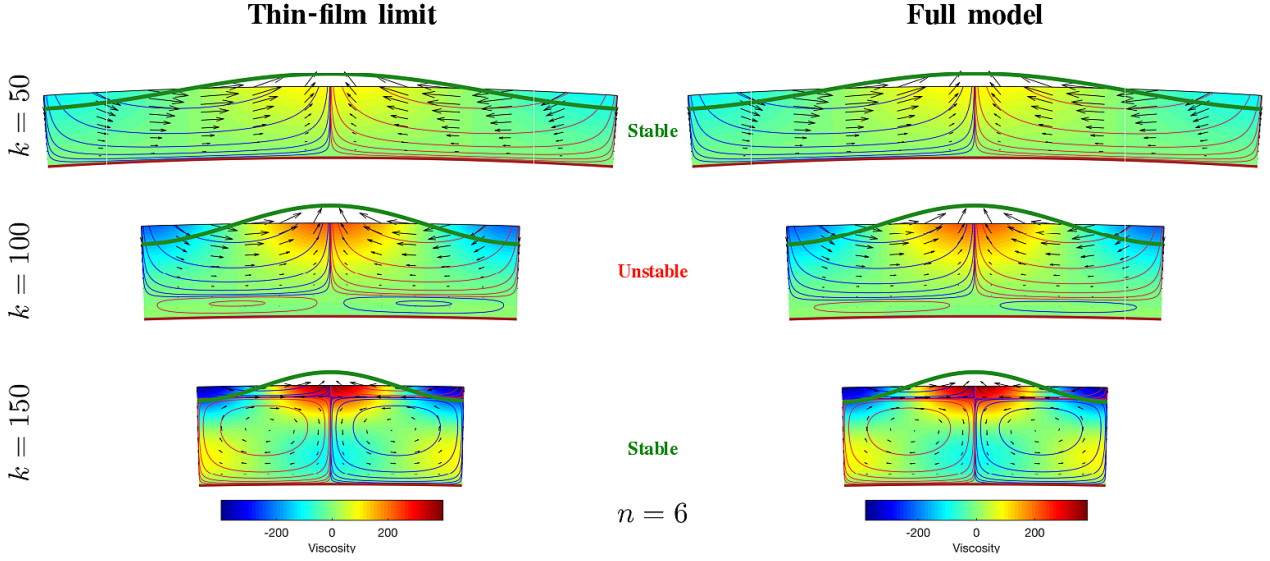 Thin-film limit Full model
k = 50
Stable
k = 100
Unstable
k = 150
Stable
n = 6
-200 0 200 -200 0 200
Viscosity Viscosity